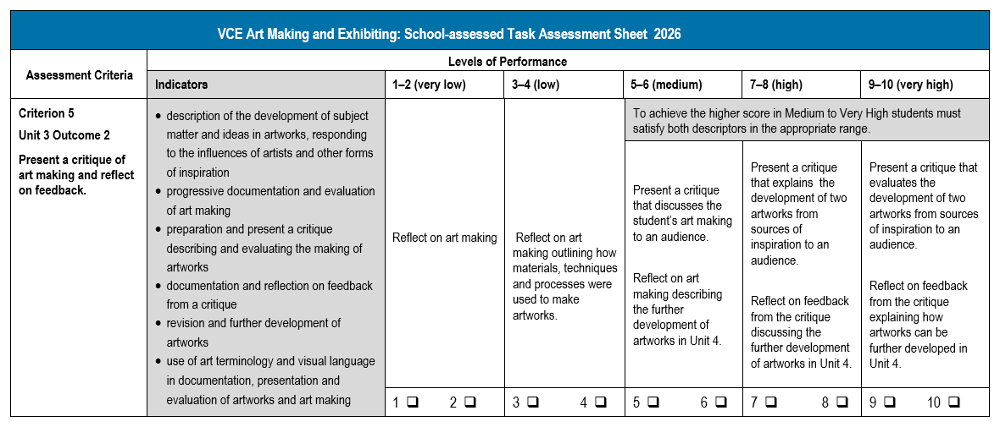 VCE Art Making and Exhibiting: School-assessed Task Assessment Sheet 2026
Assessment Criteria
Levels of Performance
Indicators
1–2 (very low)
3–4 (low)
5–6 (medium)
7–8 (high)
9–10 (very high)
Criterion 5
Unit 3 Outcome 2
Present a critique of
art making and reflect
on feedback.
• description of the development of subject
matter and ideas in artworks, responding
to the influences of artists and other forms
of inspiration
• progressive documentation and evaluation
of art making
• preparation and present a critique
describing and evaluating the making of
artworks
• documentation and reflection on feedback
from a critique
• revision and further development of
artworks
• use of art terminology and visual language
in documentation, presentation and
evaluation of artworks and art making
Reflect on art making
Reflect on art
making outlining how
materials, techniques
and processes were
used to make
artworks.
To achieve the higher score in Medium to Very High students must
satisfy both descriptors in the appropriate range.
Present a critique
that discusses the
student's art making
to an audience.
Reflect on art
making describing
the further
development of
artworks in Unit 4.
Present a critique
that explains the
development of two
artworks from
sources of
inspiration to an
audience.
Reflect on feedback
from the critique
discussing the
further development
of artworks in Unit 4.
Present a critique that
evaluates the
development of two
artworks from sources
of inspiration to an
audience.
Reflect on feedback
from the critique
explaining how
artworks can be
further developed in
Unit 4.
1 ❑ 2 ❑
3 ❑ 4 ❑
5 ❑ 6 ❑
7 ❑ 8 ❑
9 ❑ 10 ❑